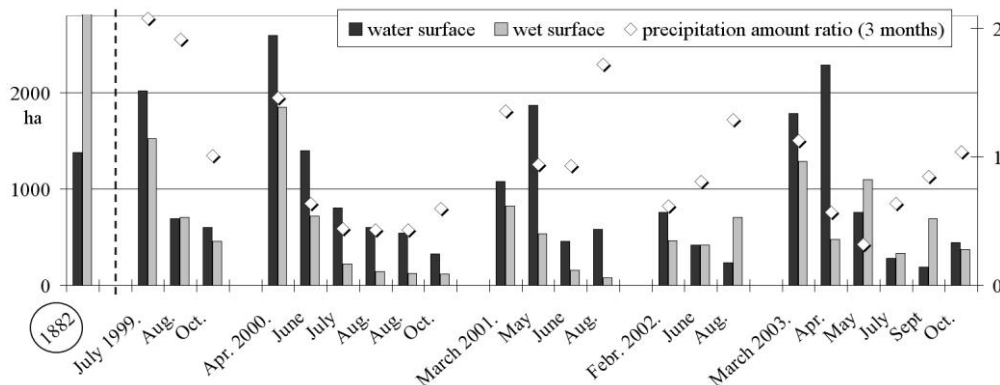 water surface wet surface precipitation amount ratio (3 months)
2
2000
ha
1000
1
0
0
1882
July 1999.
Aug.
Oct.
Apr. 2000.
June
July
Aug.
Aug.
Oct.
March 2001.
May
June
Aug.
Febr. 2002.
June
Aug.
March 2003.
Apr.
May
July
Sept
Oct.